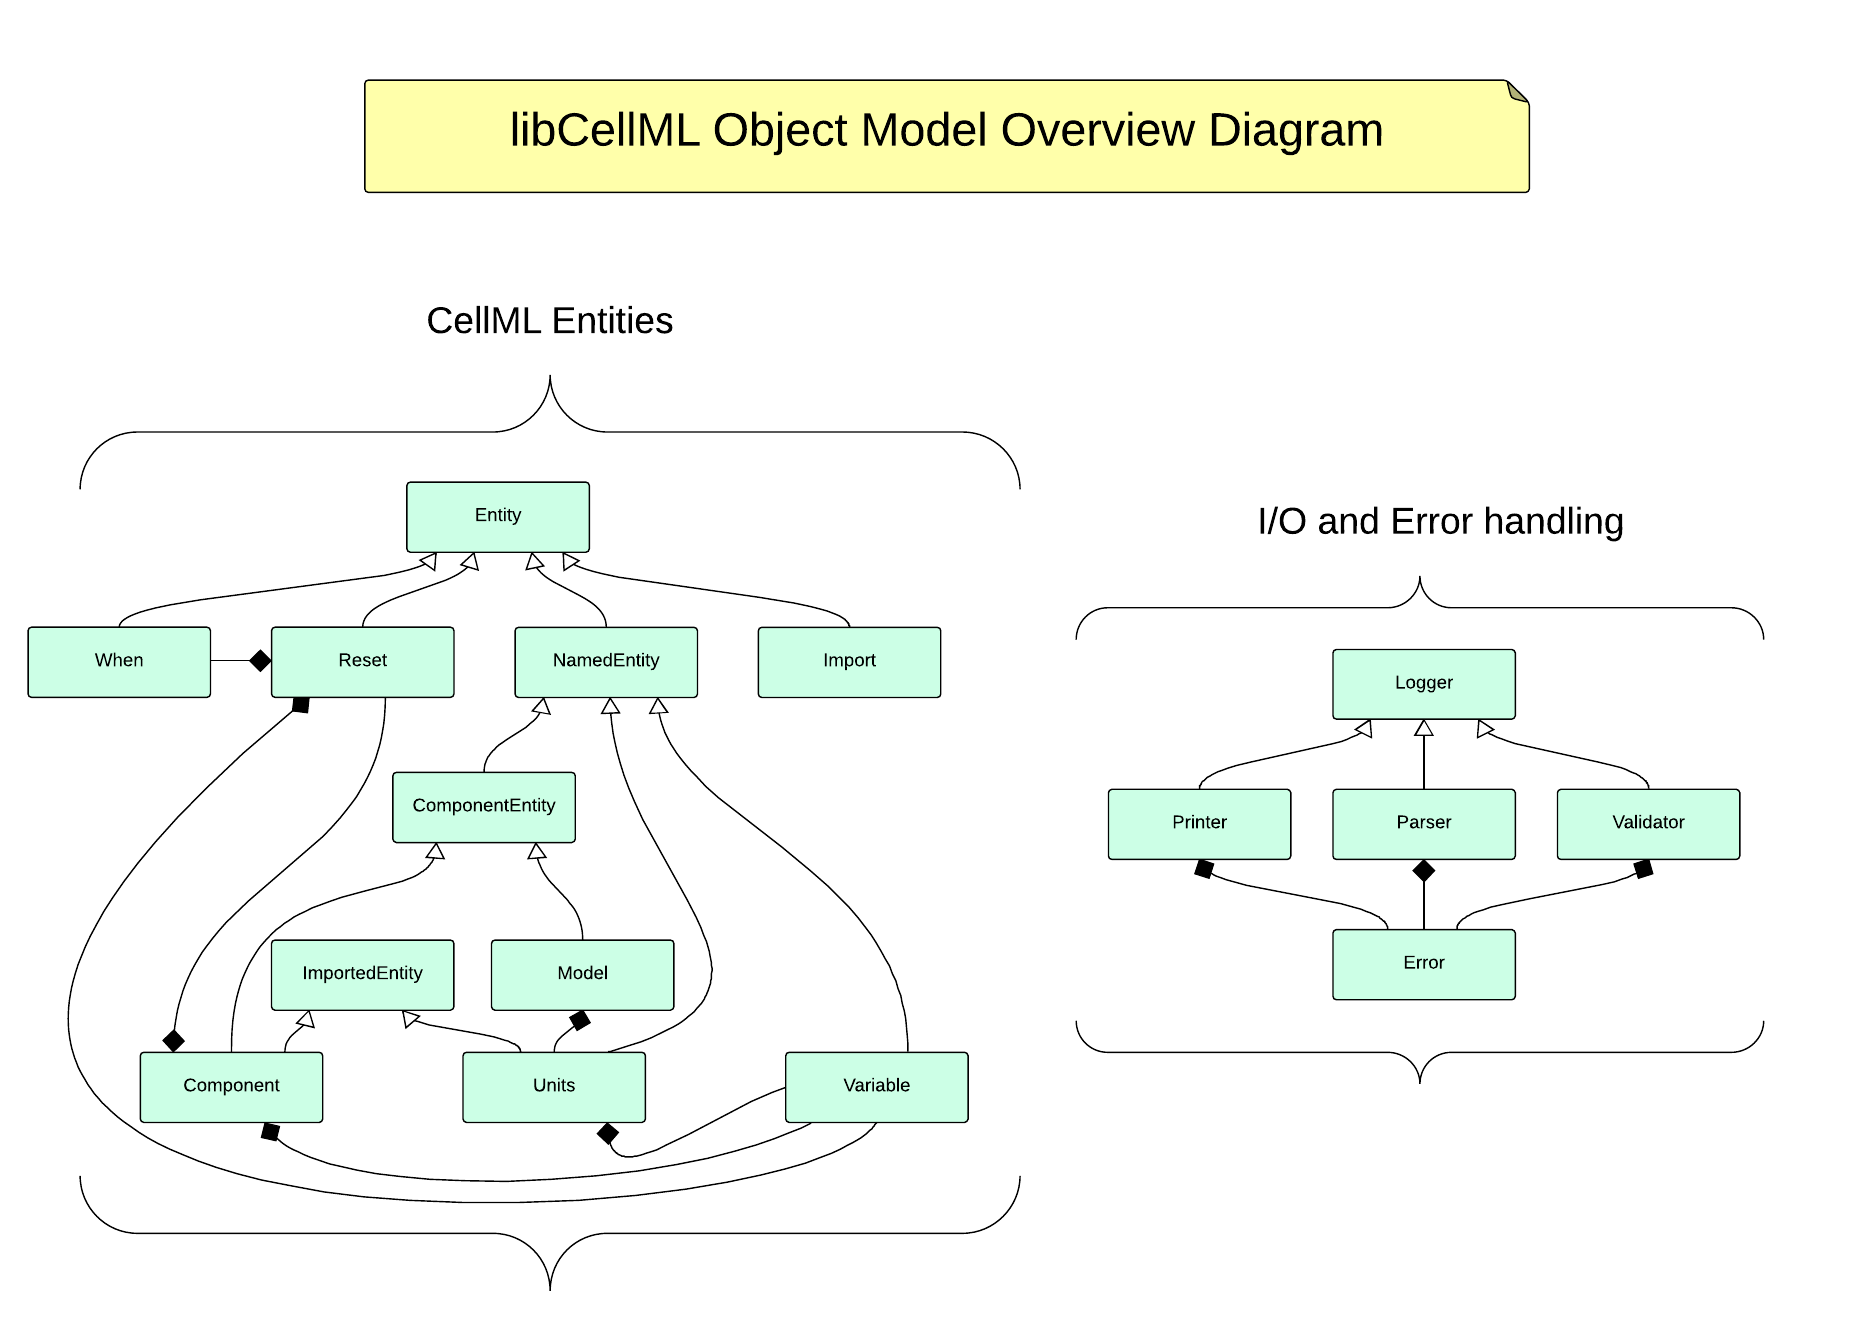 libCellML Object Model Overview Diagram
CellML Entities
Entity
When
Reset
NamedEntity
Import
ComponentEntity
ImportedEntity
Model
Component
Units
Variable
I/O and Error handling
Logger
Printer
Parser
Validator
Error